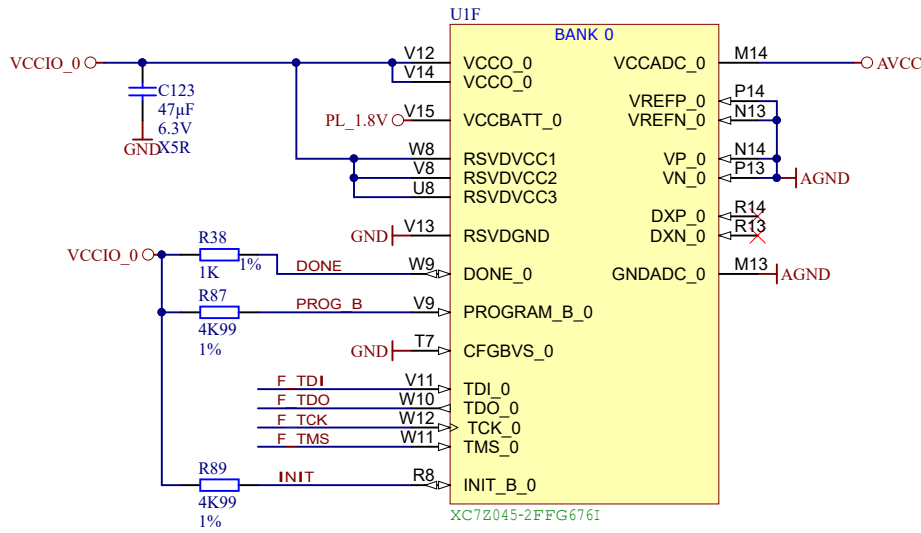 U1F
BANK 0
VCCIO_0
V12
VCCO_0
VCCADC_0
M14
AVCC
V14
VCCO_0
C123
47µF
6.3V
X5R
GND
PL_1.8V
V15
VCCBATT_0
VREFP_0
P14
VREFN_0
N13
W8
RSVDVCC1
VP_0
N14
V8
RSVDVCC2
VN_0
P13
AGND
U8
RSVDVCC3
DXP_0
R14
GND
V13
RSVDGND
DXN_0
R13
VCCIO_0
R38
1K
1%
DONE
W9
DONE_0
GNDADC_0
M13
AGND
R87
4K99
1%
PROG_B
V9
PROGRAM_B_0
GND
T7
CFGBVS_0
F_TDI
V11
TDI_0
F_TDO
W10
TDO_0
F_TCK
W12
TCK_0
F_TMS
W11
TMS_0
R89
4K99
1%
INIT
R8
INIT_B_0
XC7Z045-2FFG676I